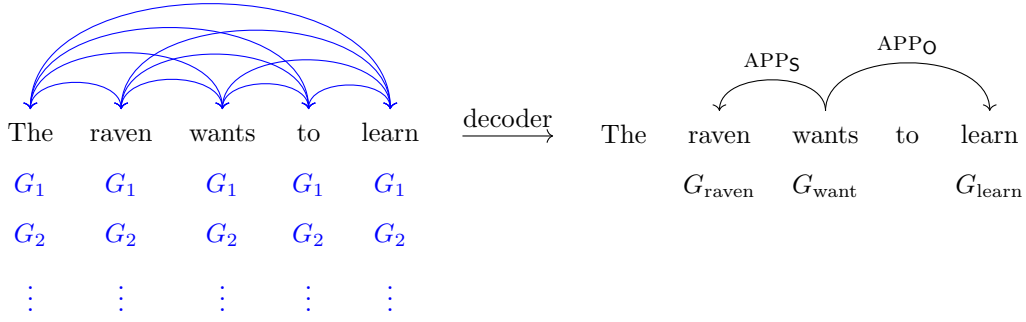 APP_S APP_O
The raven wants to learn decoder The raven wants to learn
G_1 G_1 G_1 G_1 G_1 G_raven G_want G_learn
G_2 G_2 G_2 G_2 G_2
⋮ ⋮ ⋮ ⋮ ⋮